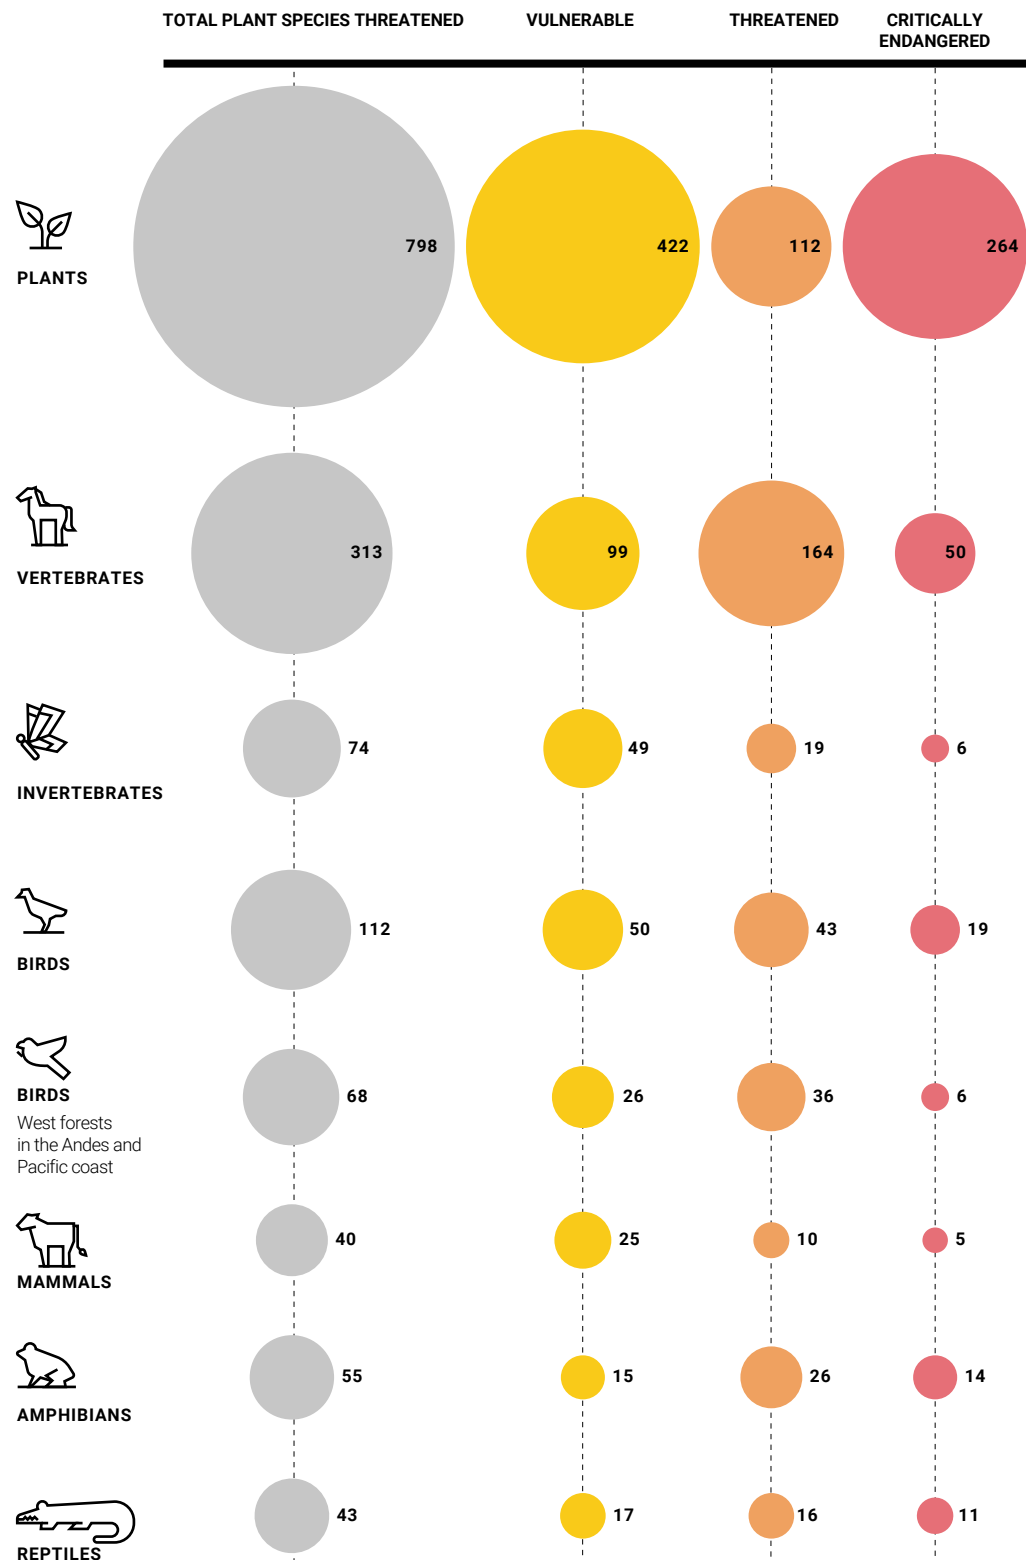 TOTAL PLANT SPECIES THREATENED
VULNERABLE
THREATENED
CRITICALLY
ENDANGERED
PLANTS
798
422
112
264
VERTEBRATES
313
99
164
50
INVERTEBRATES
74
49
19
6
BIRDS
112
50
43
19
BIRDS
West forests
in the Andes and
Pacific coast
68
26
36
6
MAMMALS
40
25
10
5
AMPHIBIANS
55
15
26
14
REPTILES
43
17
16
11